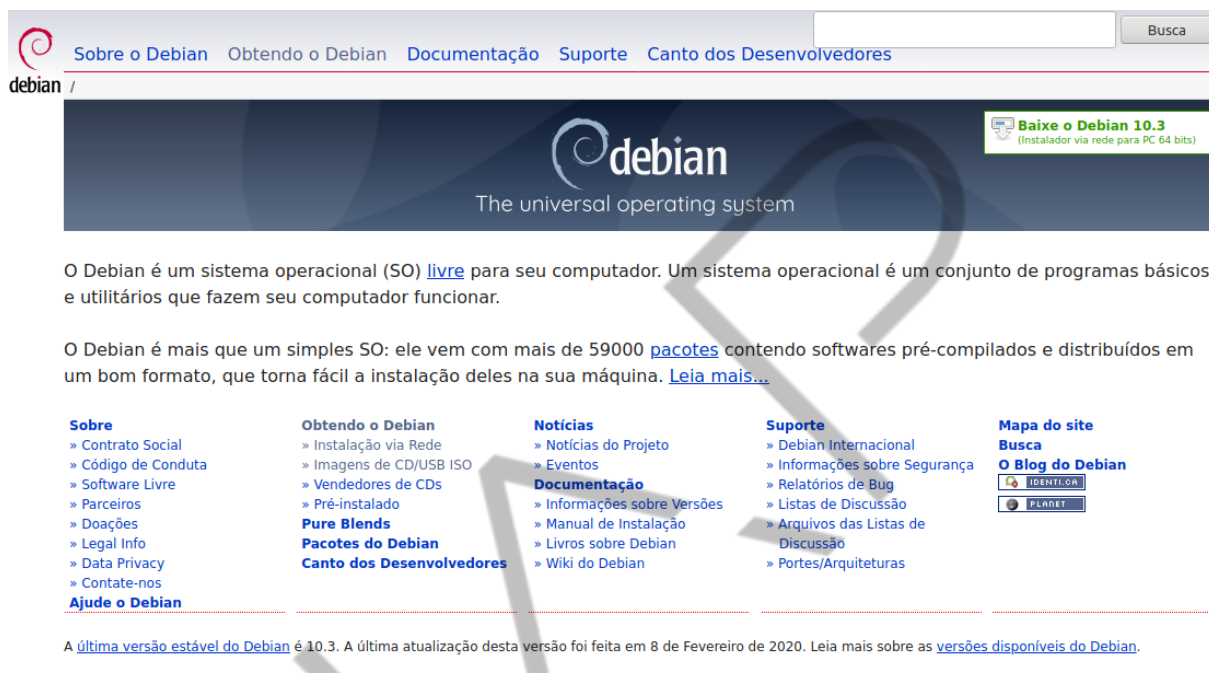 Busca
Sobre o Debian Obtendo o Debian Documentação Suporte Canto dos Desenvolvedores
debian /
Baixe o Debian 10.3
(Instalador via rede para PC 64 bits)
debian
The universal operating system
O Debian é um sistema operacional (SO) livre para seu computador. Um sistema operacional é um conjunto de programas básicos
e utilitários que fazem seu computador funcionar.
O Debian é mais que um simples SO: ele vem com mais de 59000 pacotes contendo softwares pré-compilados e distribuídos em
um bom formato, que torna fácil a instalação deles na sua máquina. Leia mais...
Sobre
» Contrato Social
» Código de Conduta
» Software Livre
» Parceiros
» Doações
» Legal Info
» Data Privacy
» Contate-nos
Ajude o Debian
Obtendo o Debian
» Instalação via Rede
» Imagens de CD/USB ISO
» Vendedores de CDs
» Pré-instalado
Pure Blends
Pacotes do Debian
Canto dos Desenvolvedores
Notícias
» Notícias do Projeto
» Eventos
Documentação
» Informações sobre Versões
» Manual de Instalação
» Livros sobre Debian
» Wiki do Debian
Suporte
» Debian Internacional
» Informações sobre Segurança
» Relatórios de Bug
» Listas de Discussão
» Arquivos das Listas de
Discussão
» Portes/Arquiteturas
Mapa do site
Busca
O Blog do Debian
IDENTI.CA
PLANET
A última versão estável do Debian é 10.3. A última atualização desta versão foi feita em 8 de Fevereiro de 2020. Leia mais sobre as versões disponíveis do Debian.